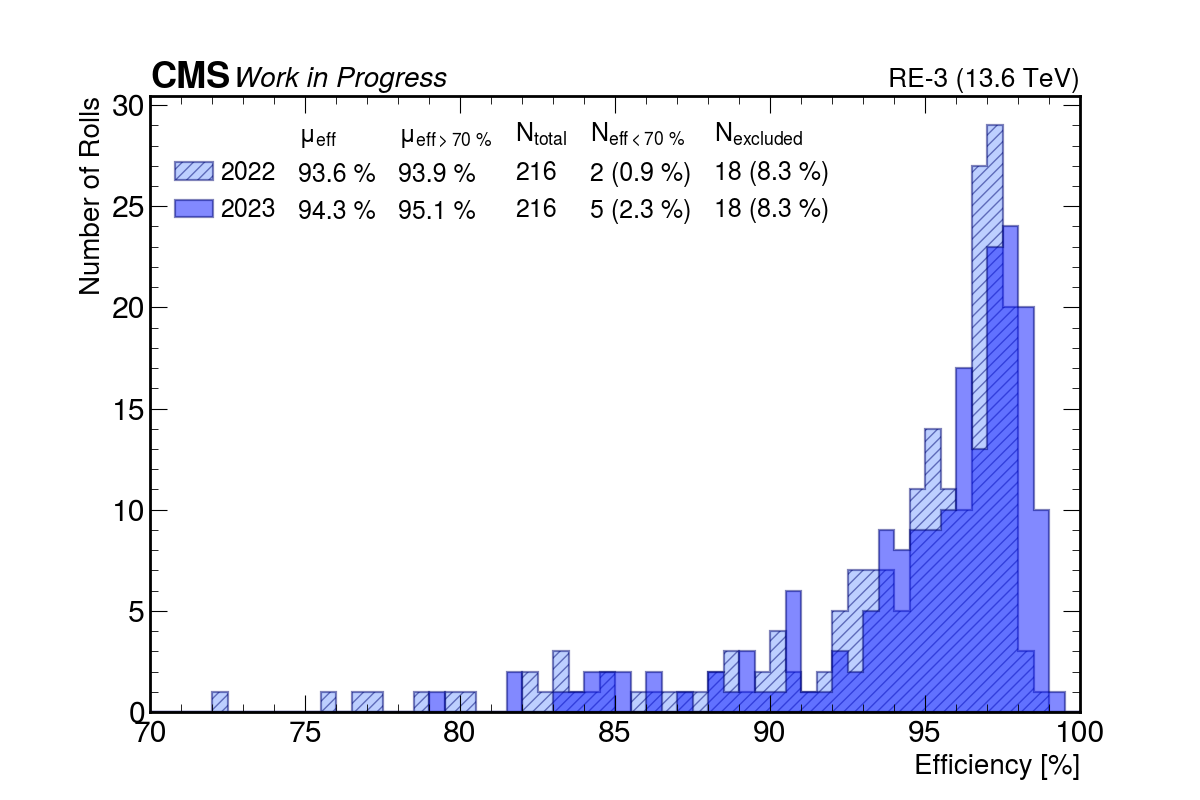 CMS Work in Progress RE-3 (13.6 TeV)
Number of Rolls
μeff μeff > 70 % Ntotal Neff < 70 % Nexcluded
2022 93.6 % 93.9 % 216 2 (0.9 %) 18 (8.3 %)
2023 94.3 % 95.1 % 216 5 (2.3 %) 18 (8.3 %)
30
25
20
15
10
5
0
70 75 80 85 90 95 100
Efficiency [%]